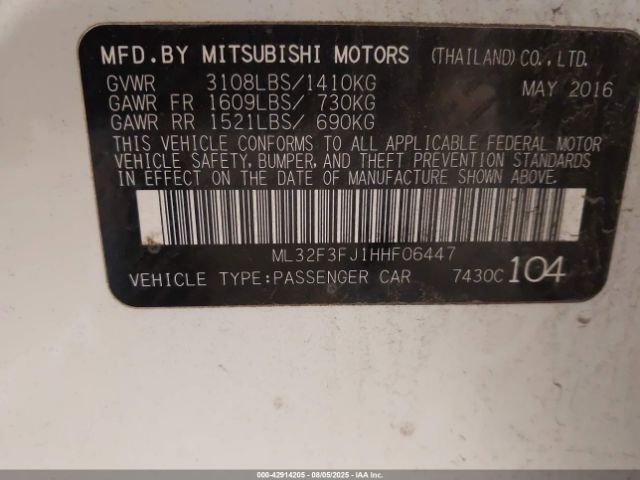 MFD.BY MITSUBISHI MOTORS (THAILAND)CO.,LTD.
GVWR 3108LBS/1410KG MAY 2016
GAWR FR 1609LBS/ 730KG
GAWR RR 1521LBS/ 690KG
THIS VEHICLE CONFORMS TO ALL APPLICABLE FEDERAL MOTOR
VEHICLE SAFETY, BUMPER, AND THEFT PREVENTION STANDARDS
IN EFFECT ON THE DATE OF MANUFACTURE SHOWN ABOVE.
ML32F3FJ1HHF06447
VEHICLE TYPE:PASSENGER CAR 7430C 104
000-42914205 - 08/05/2025 - IAA Inc.